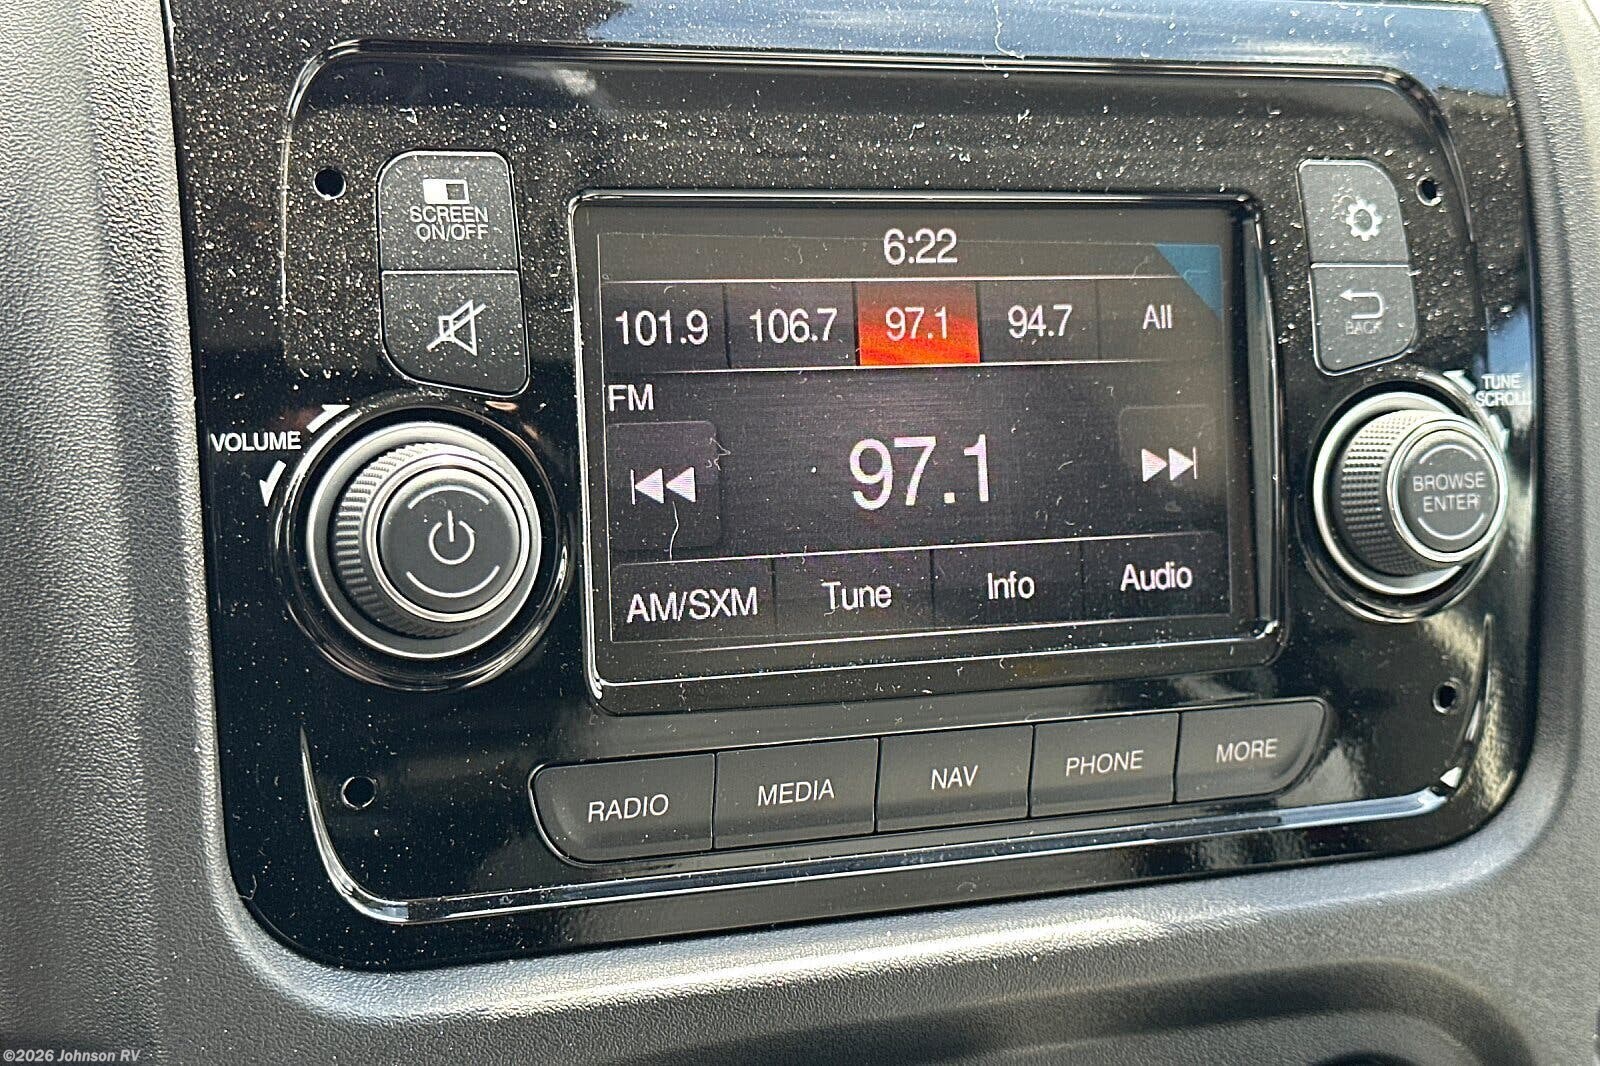 SCREEN
ON/OFF
6:22
101.9 106.7 97.1 94.7 All
BACK
FM
TUNE
SCROLL
VOLUME
97.1
BROWSE
ENTER
AM/SXM Tune Info Audio
RADIO MEDIA NAV PHONE MORE
©2026 Johnson RV